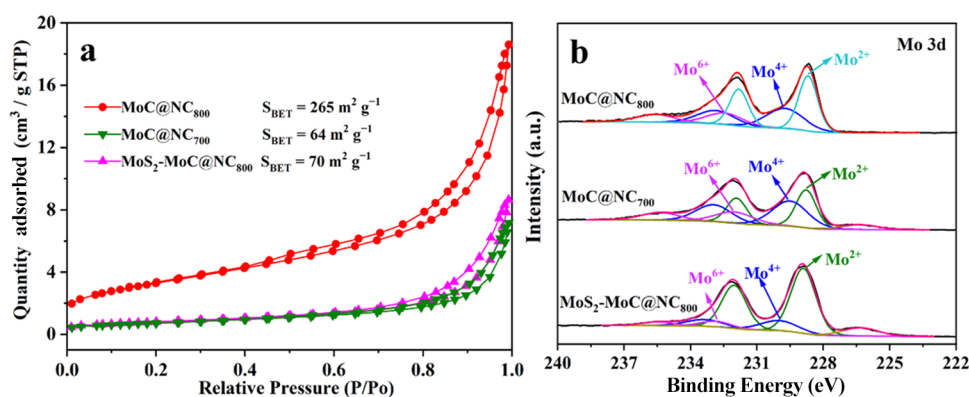 a
Quantity adsorbed (cm³ / g STP)
20
16
12
8
4
0
MoC@NC₈₀₀ S_BET = 265 m² g⁻¹
MoC@NC₇₀₀ S_BET = 64 m² g⁻¹
MoS₂-MoC@NC₈₀₀ S_BET = 70 m² g⁻¹
0.0 0.2 0.4 0.6 0.8 1.0
Relative Pressure (P/Po)
b
Mo 3d
Intensity (a.u.)
Mo⁶⁺ Mo⁴⁺ Mo²⁺
MoC@NC₈₀₀
Mo⁶⁺ Mo⁴⁺ Mo²⁺
MoC@NC₇₀₀
Mo⁶⁺ Mo⁴⁺ Mo²⁺
MoS₂-MoC@NC₈₀₀
240 237 234 231 228 225 222
Binding Energy (eV)